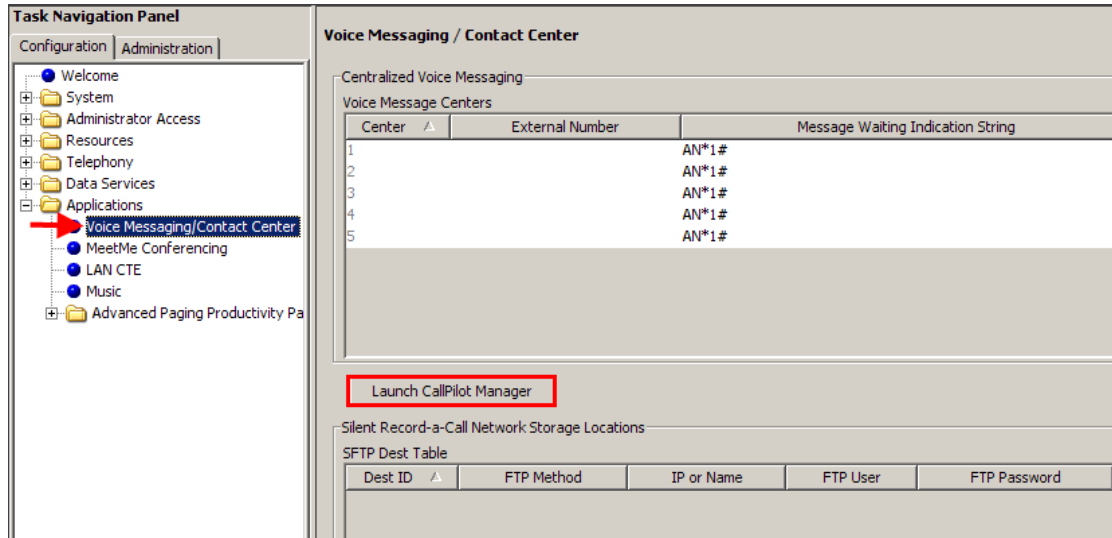 Task Navigation Panel
Configuration
Administration
Welcome
System
Administrator Access
Resources
Telephony
Data Services
Applications
Voice Messaging/Contact Center
MeetMe Conferencing
LAN CTE
Music
Advanced Paging Productivity Pa
Voice Messaging / Contact Center
Centralized Voice Messaging
Voice Message Centers
Center External Number Message Waiting Indication String
1 AN*1#
2 AN*1#
3 AN*1#
4 AN*1#
5 AN*1#
Launch CallPilot Manager
Silent Record-a-Call Network Storage Locations
SFTP Dest Table
Dest ID FTP Method IP or Name FTP User FTP Password